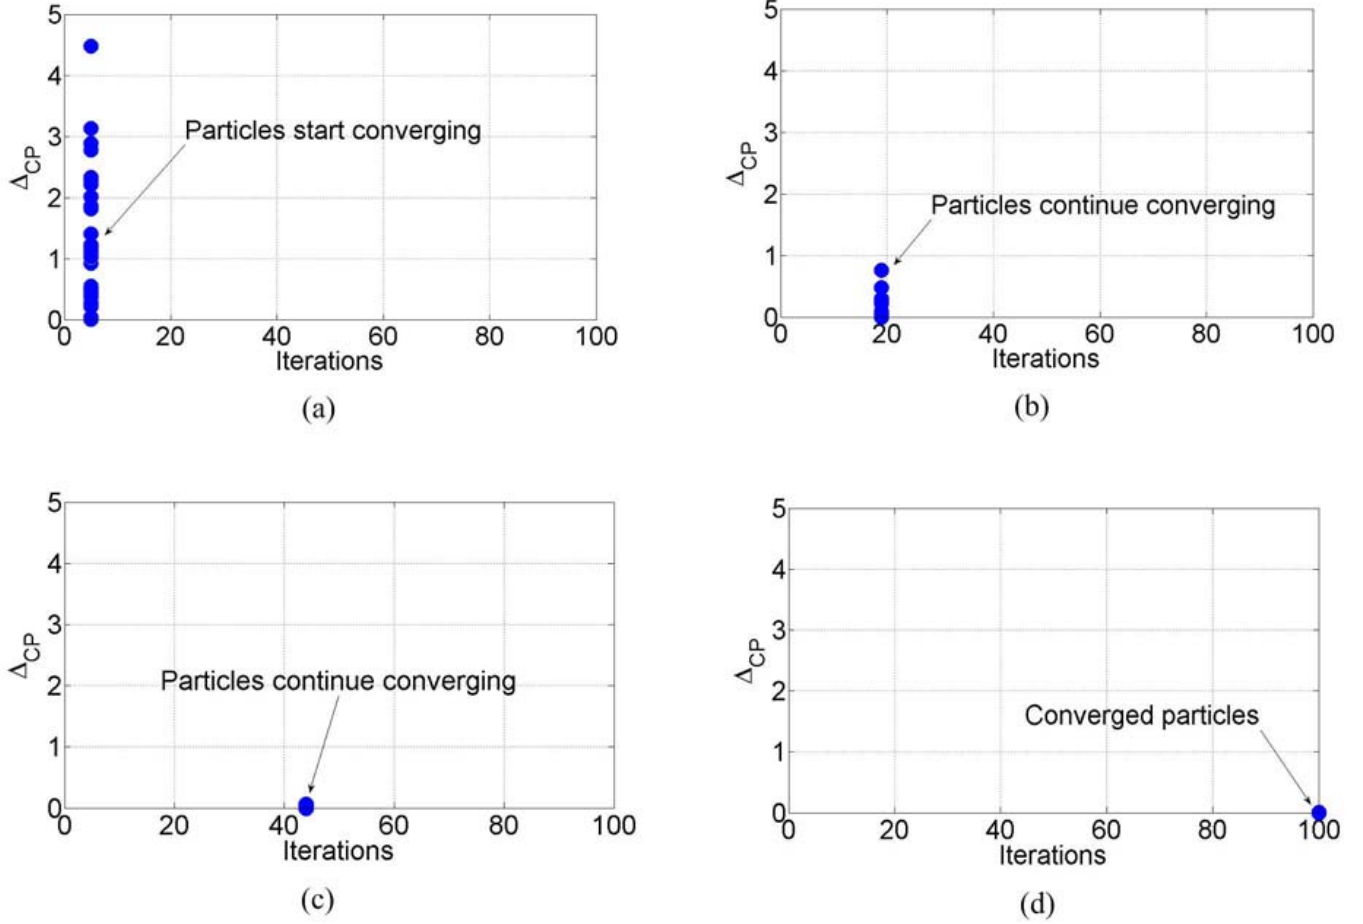 5
4
3
2
1
0
Δ_CP
Particles start converging
0 20 40 60 80 100
Iterations
(a)
5
4
3
2
1
0
Δ_CP
Particles continue converging
0 20 40 60 80 100
Iterations
(b)
5
4
3
2
1
0
Δ_CP
Particles continue converging
0 20 40 60 80 100
Iterations
(c)
5
4
3
2
1
0
Δ_CP
Converged particles
0 20 40 60 80 100
Iterations
(d)